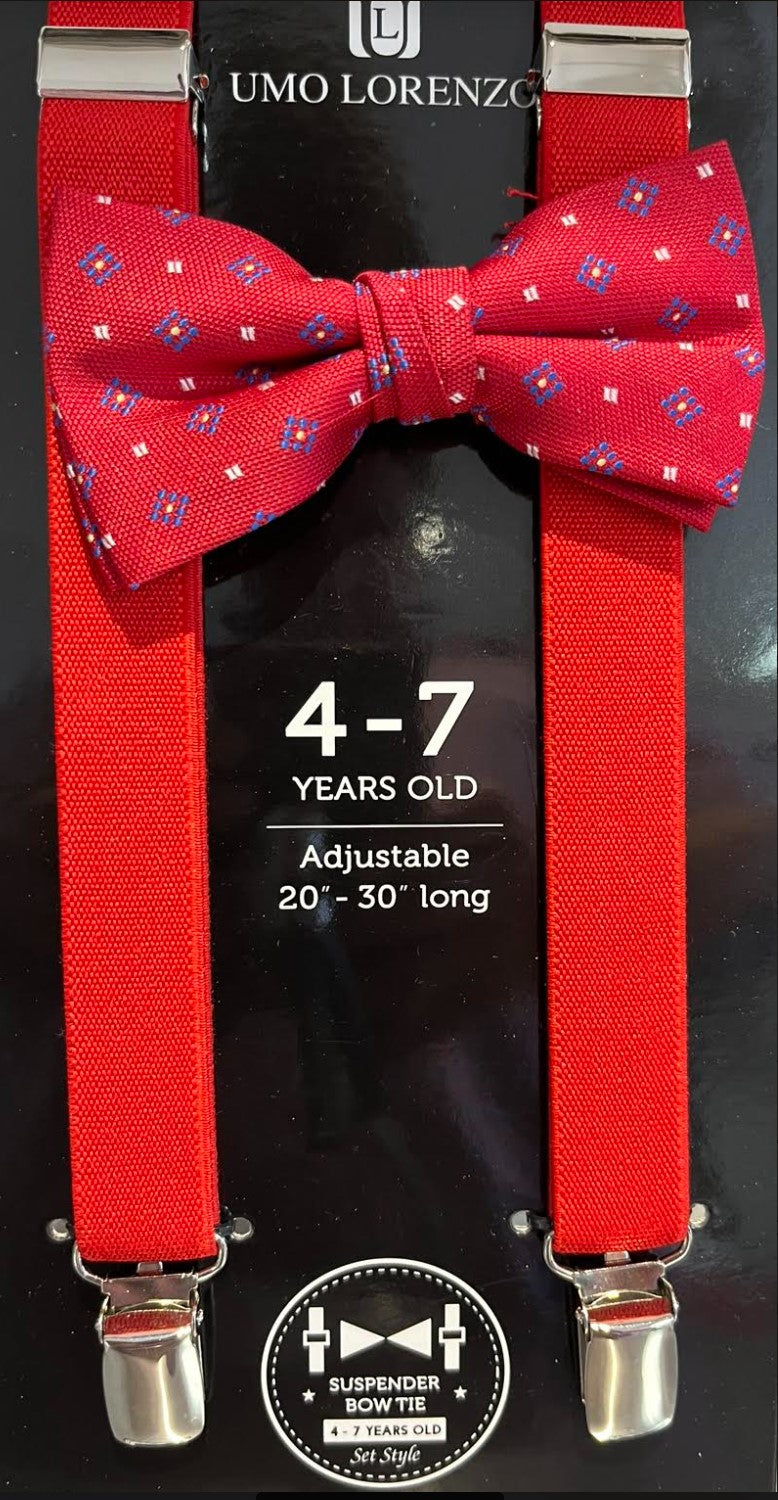 UL
UMO LORENZO
4-7
YEARS OLD
Adjustable
20"- 30" long
SUSPENDER
BOW TIE
4 - 7 YEARS OLD
Set Style